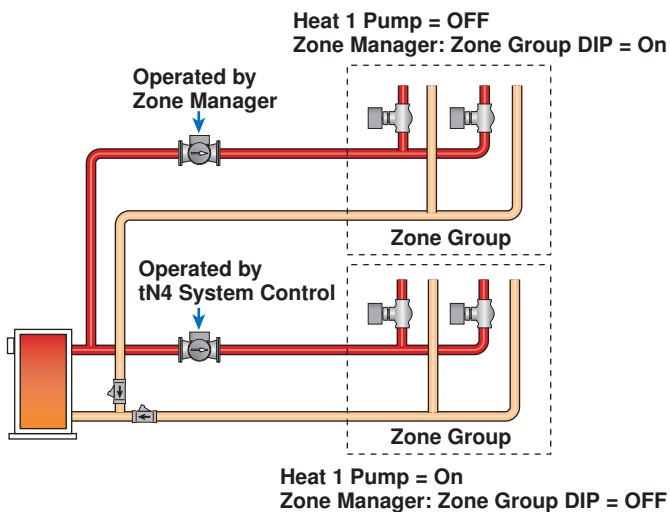 Heat 1 Pump = OFF
Zone Manager: Zone Group DIP = On
Operated by
Zone Manager
Zone Group
Operated by
tN4 System Control
Zone Group
Heat 1 Pump = On
Zone Manager: Zone Group DIP = OFF